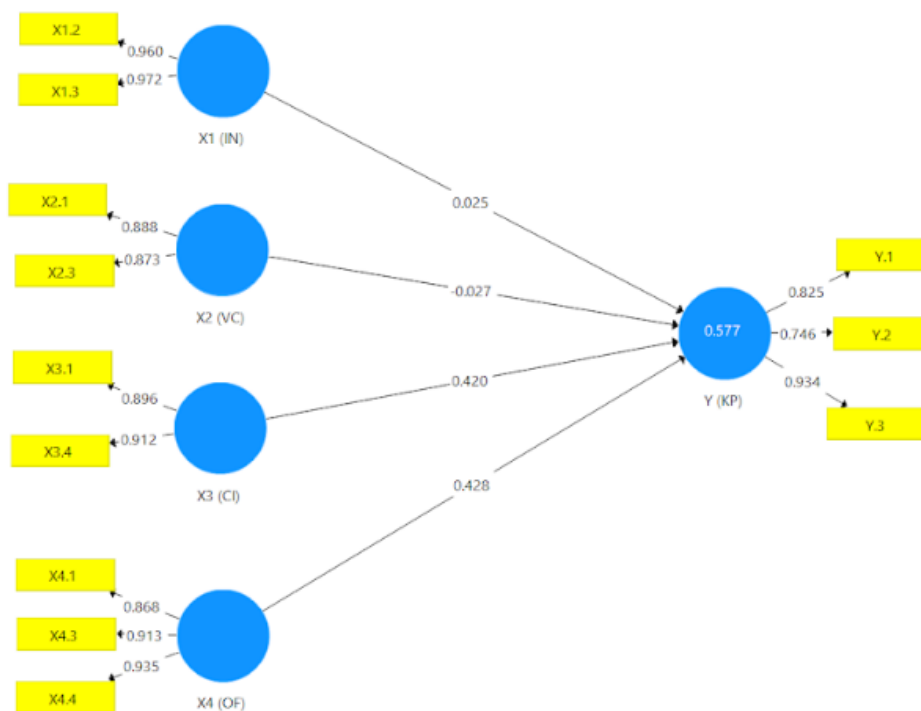 X1.2
0.960
X1.3
0.972
X1 (IN)
0.025
X2.1
0.888
X2.3
0.873
X2 (VC)
-0.027
X3.1
0.896
X3.4
0.912
X3 (CI)
0.420
X4.1
0.868
X4.3
0.913
X4.4
0.935
X4 (OF)
0.428
0.577
Y (KP)
Y.1
0.825
Y.2
0.746
Y.3
0.934